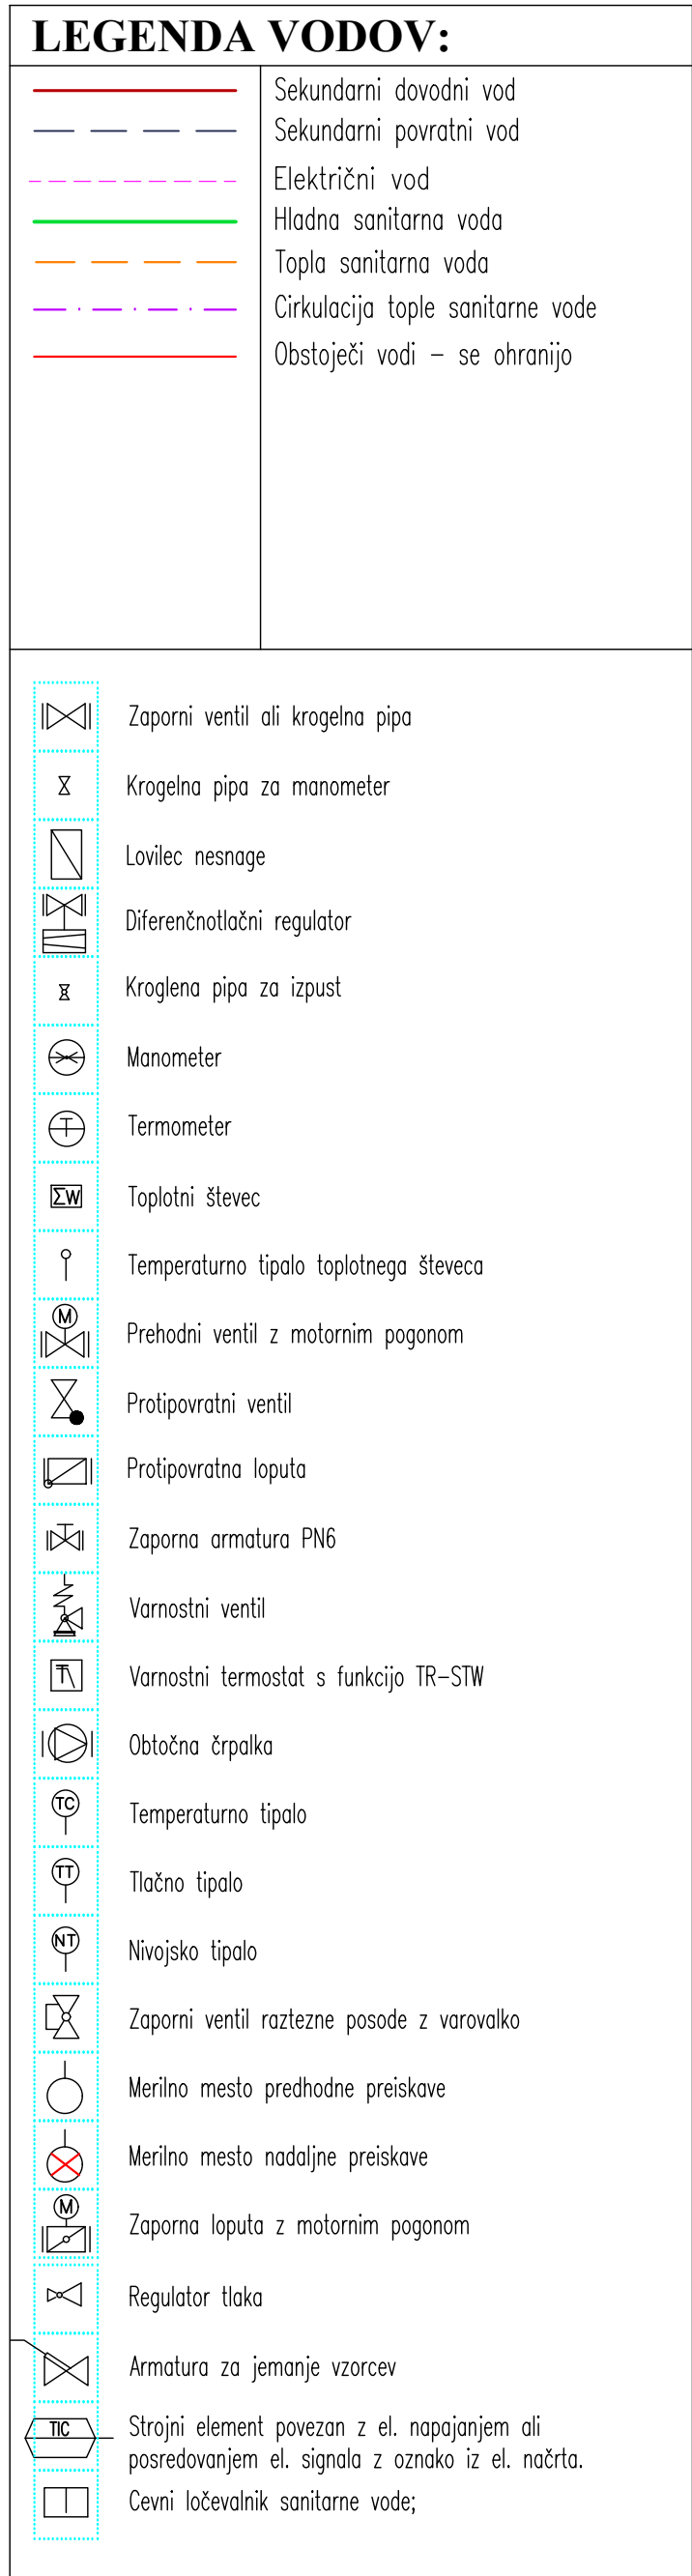 LEGENDA VODOV:
Sekundarni dovodni vod
Sekundarni povratni vod
Električni vod
Hladna sanitarna voda
Topla sanitarna voda
Cirkulacija tople sanitarne vode
Obstoječi vodi – se ohranijo
Zaporni ventil ali krogelna pipa
Krogelna pipa za manometer
Lovilec nesnage
Diferenčnotlačni regulator
Kroglena pipa za izpust
Manometer
T Termometer
ΣW Toplotni števec
Temperaturno tipalo toplotnega števeca
M Prehodni ventil z motornim pogonom
Protipovratni ventil
Protipovratna loputa
Zaporna armatura PN6
Varnostni ventil
Varnostni termostat s funkcijo TR–STW
Obtočna črpalka
TC Temperaturno tipalo
TT Tlačno tipalo
NT Nivojsko tipalo
Zaporni ventil raztezne posode z varovalko
Merilno mesto predhodne preiskave
Merilno mesto nadaljne preiskave
M Zaporna loputa z motornim pogonom
Regulator tlaka
Armatura za jemanje vzorcev
TIC Strojni element povezan z el. napajanjem ali
posredovanjem el. signala z oznako iz el. načrta.
Cevni ločevalnik sanitarne vode;